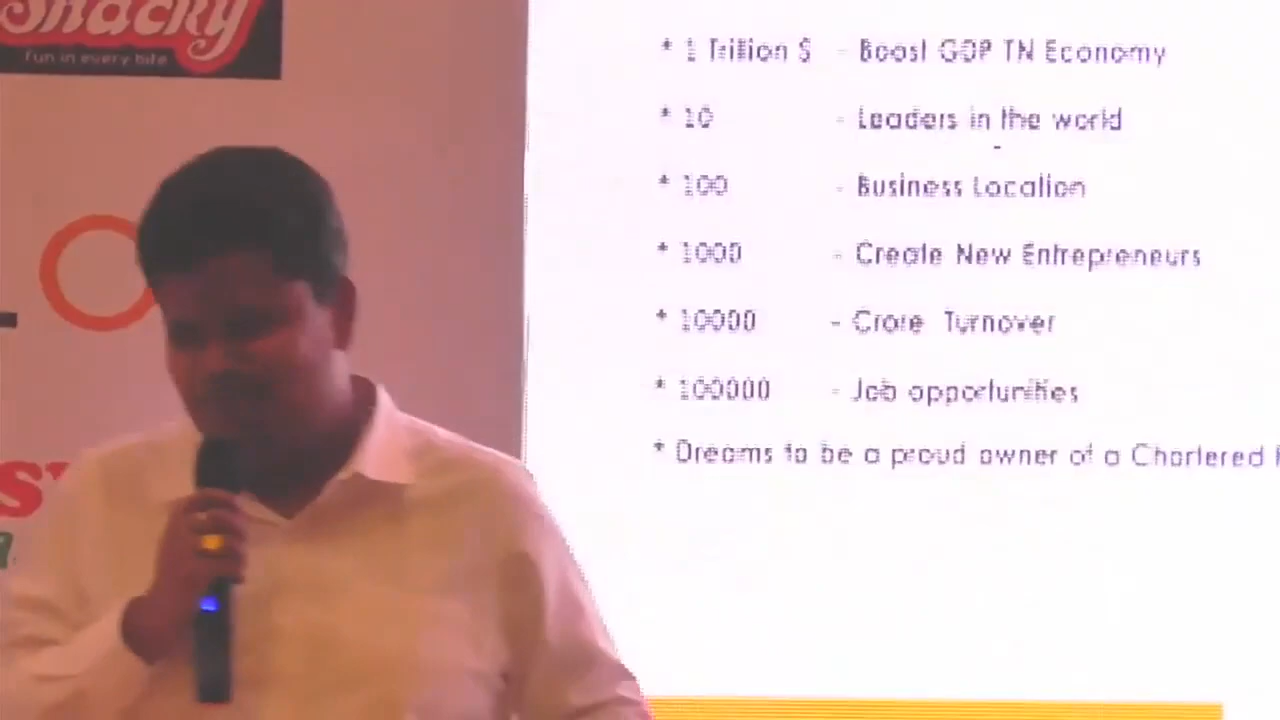 Snacky
fun in every bite
* 1 Trillion $ - Boost GDP TN Economy
* 10 - Leaders in the world
* 100 - Business Location
* 1000 - Create New Entrepreneurs
* 10000 - Crore Turnover
* 100000 - Job opportunities
* Dreams to be a proud owner of a Chartered